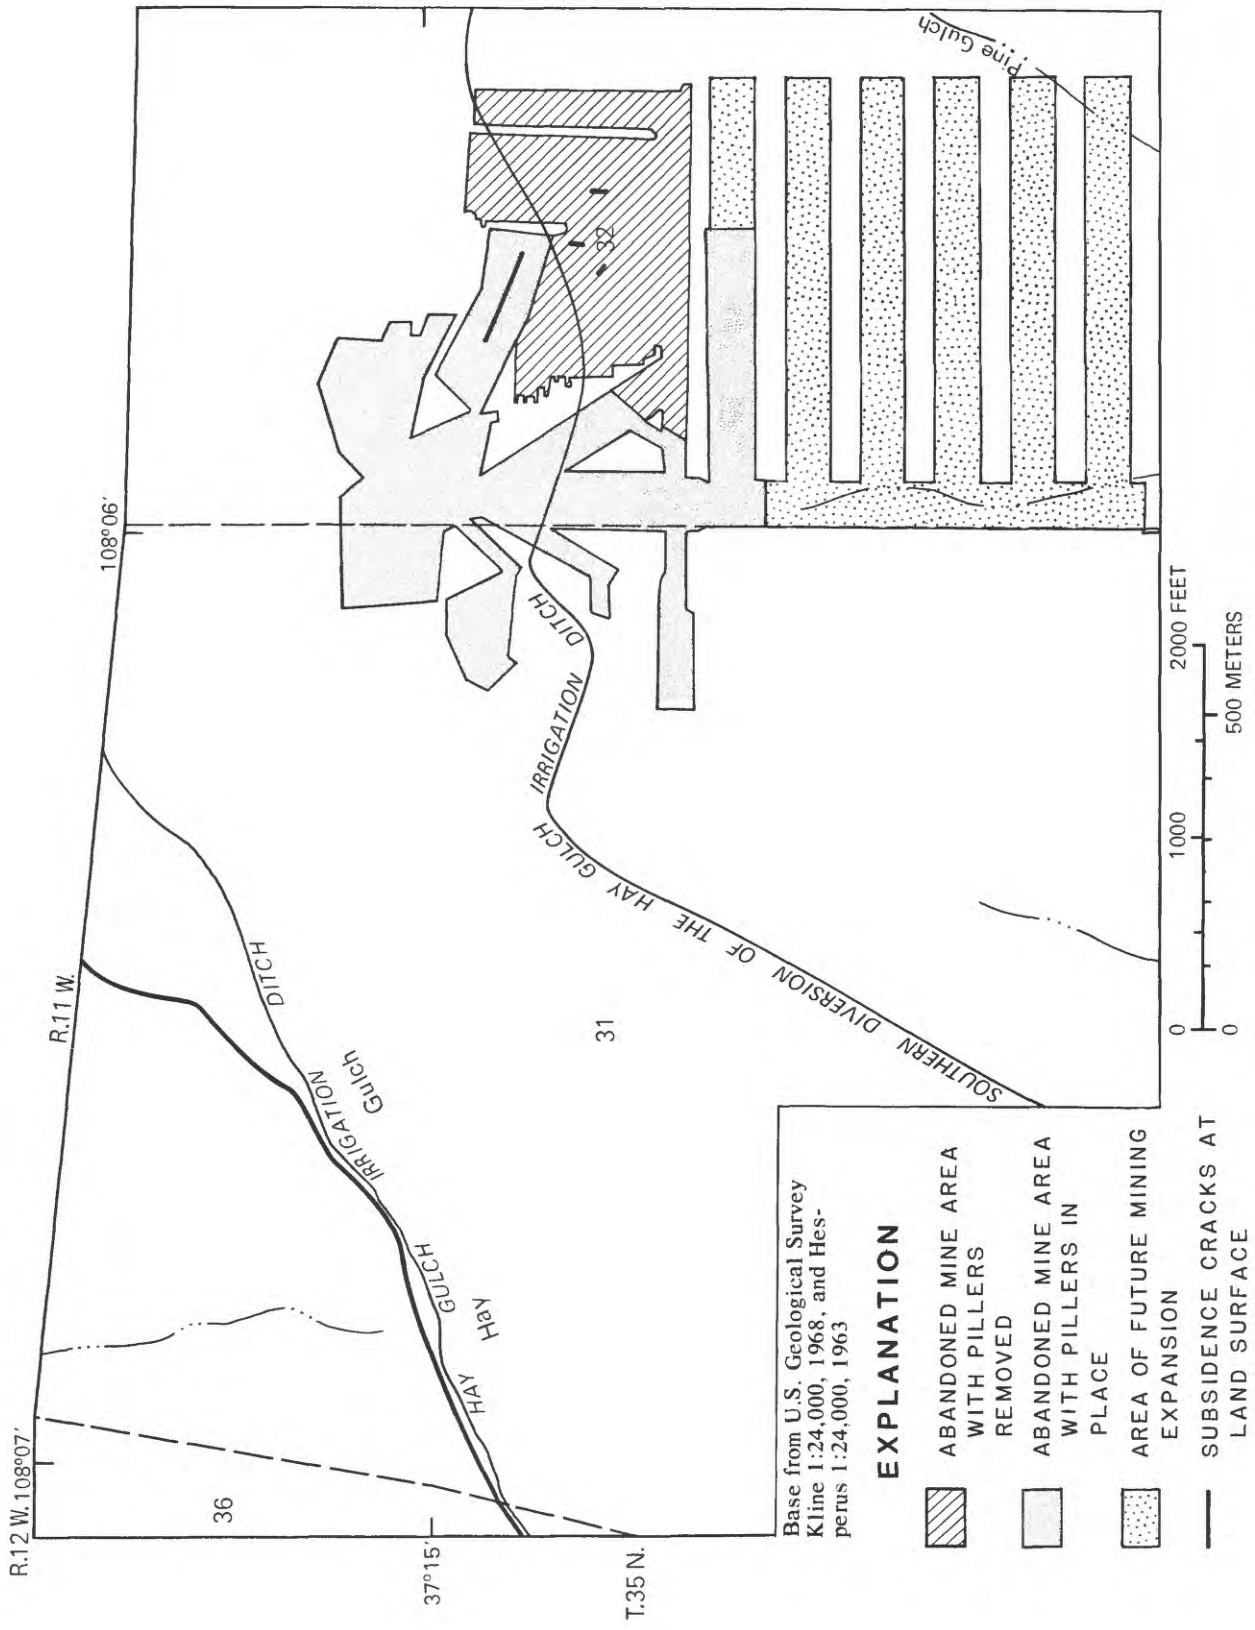 R.12 W.
108°07'
R.11 W.
108°06'
36
31
32
37°15'
T.35 N.
HAY GULCH IRRIGATION DITCH
Hay Gulch
SOUTHERN DIVERSION OF THE HAY GULCH IRRIGATION DITCH
Pine Gulch
Base from U.S. Geological Survey
Kline 1:24,000, 1968, and Hes-
perus 1:24,000, 1963
EXPLANATION
ABANDONED MINE AREA
WITH PILLERS
REMOVED
ABANDONED MINE AREA
WITH PILLERS IN
PLACE
AREA OF FUTURE MINING
EXPANSION
SUBSIDENCE CRACKS AT
LAND SURFACE
0 1000 2000 FEET
0 500 METERS